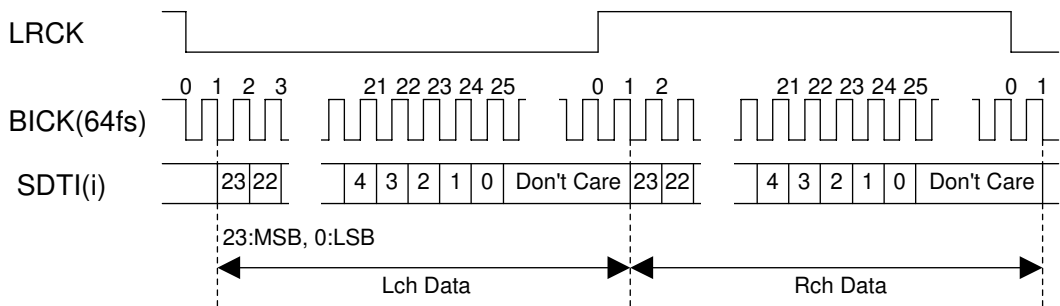 LRCK
0 1 2 3 21 22 23 24 25 0 1 2 21 22 23 24 25 0 1
BICK(64fs)
SDTI(i) 23 22 4 3 2 1 0 Don't Care 23 22 4 3 2 1 0 Don't Care
23:MSB, 0:LSB
Lch Data Rch Data